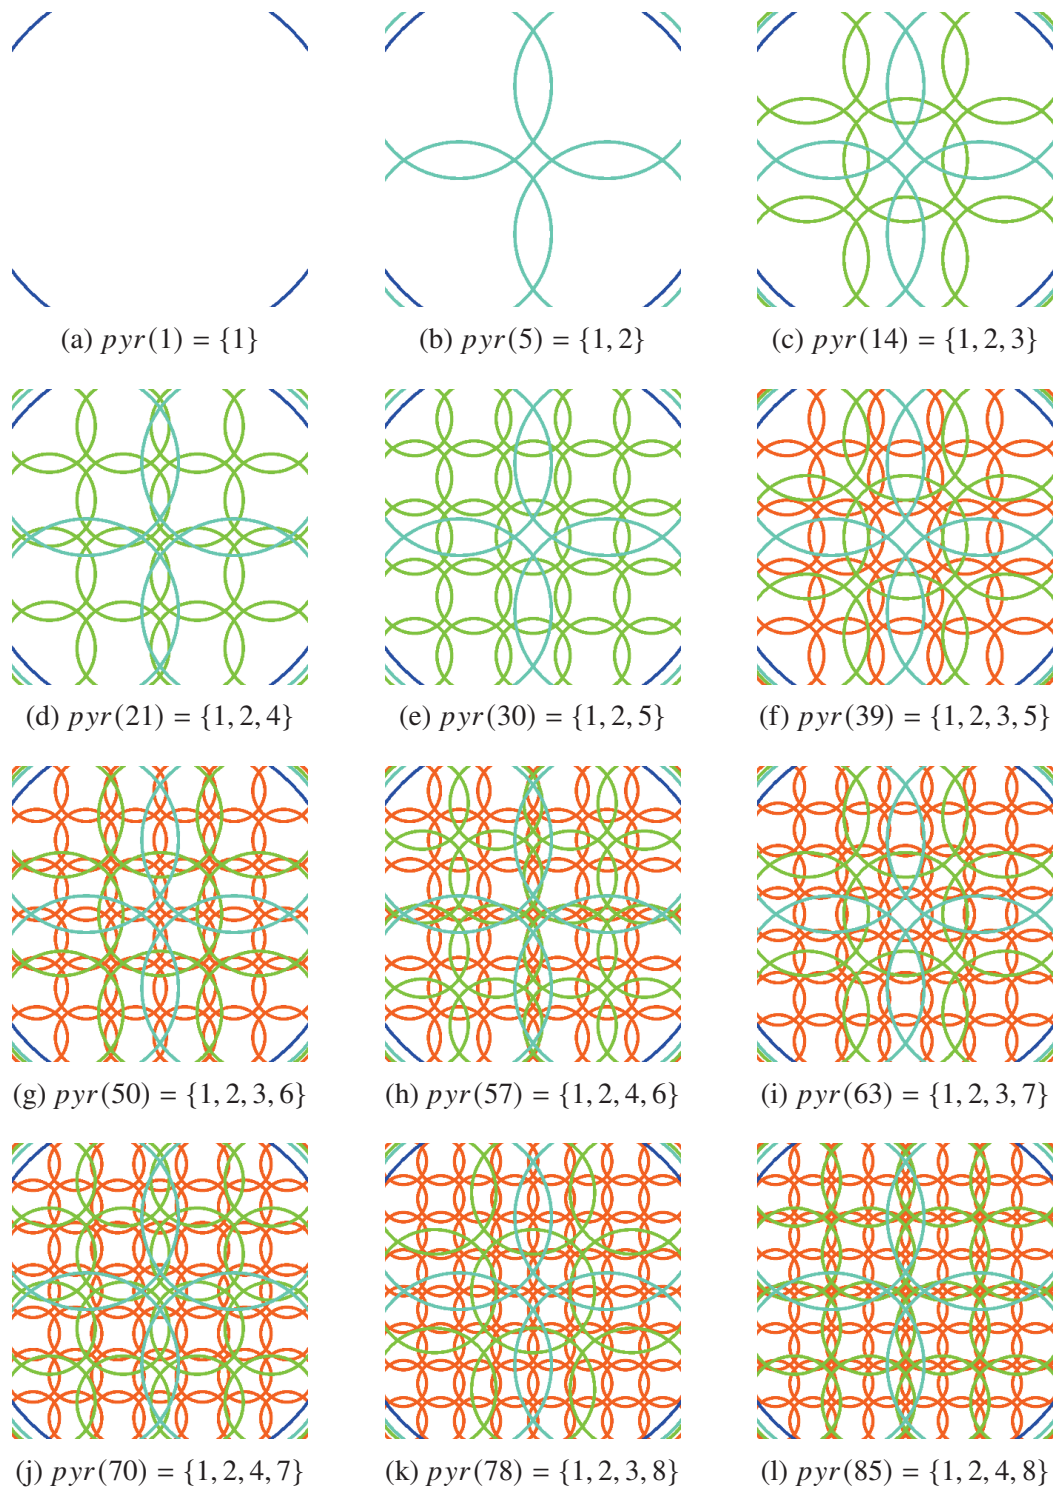 (a) pyr(1) = {1}
(b) pyr(5) = {1, 2}
(c) pyr(14) = {1, 2, 3}
(d) pyr(21) = {1, 2, 4}
(e) pyr(30) = {1, 2, 5}
(f) pyr(39) = {1, 2, 3, 5}
(g) pyr(50) = {1, 2, 3, 6}
(h) pyr(57) = {1, 2, 4, 6}
(i) pyr(63) = {1, 2, 3, 7}
(j) pyr(70) = {1, 2, 4, 7}
(k) pyr(78) = {1, 2, 3, 8}
(l) pyr(85) = {1, 2, 4, 8}